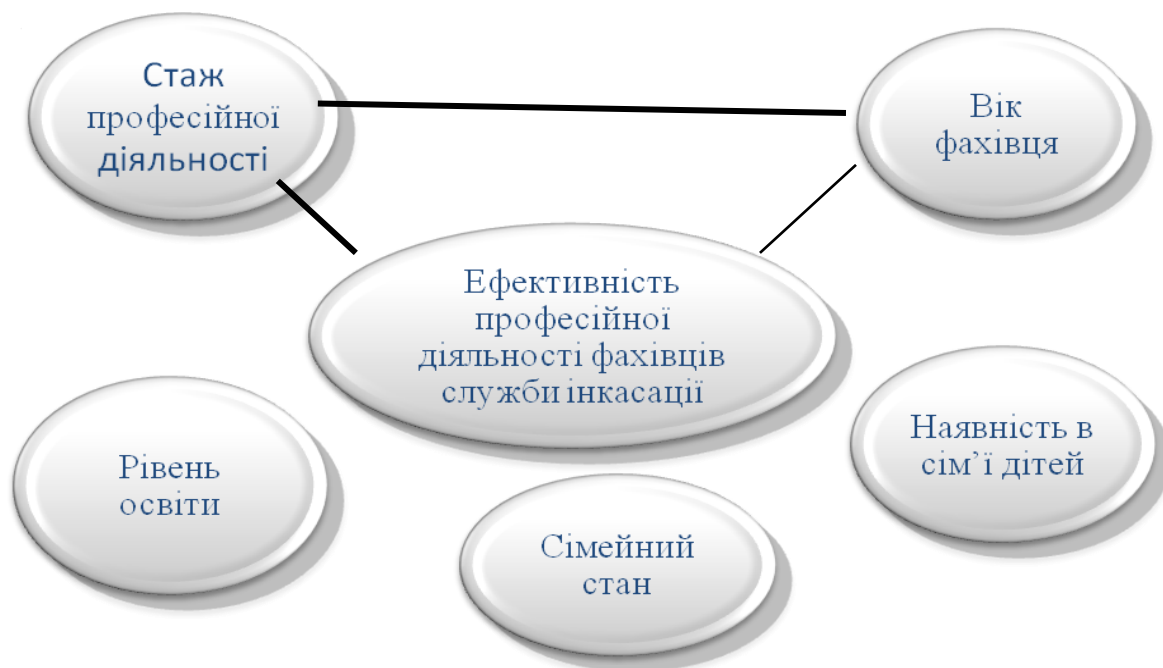 Стаж
професійної
діяльності
Вік
фахівця
Ефективність
професійної
діяльності фахівців
служби інкасації
Наявність в
сім’ї дітей
Рівень
освіти
Сімейний
стан